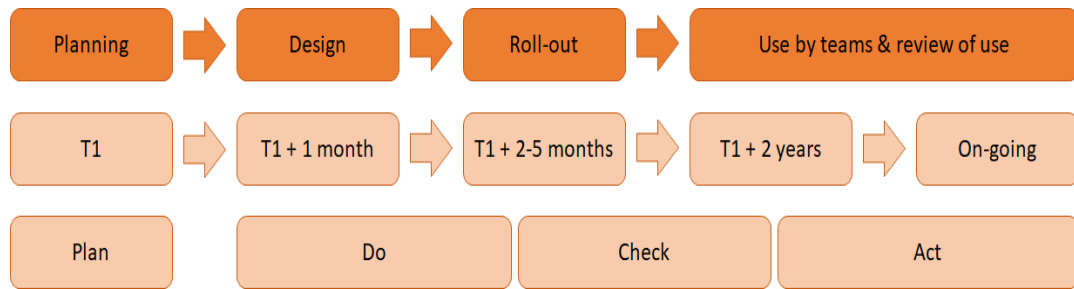 Planning
Design
Roll-out
Use by teams & review of use
T1
T1 + 1 month
T1 + 2-5 months
T1 + 2 years
On-going
Plan
Do
Check
Act